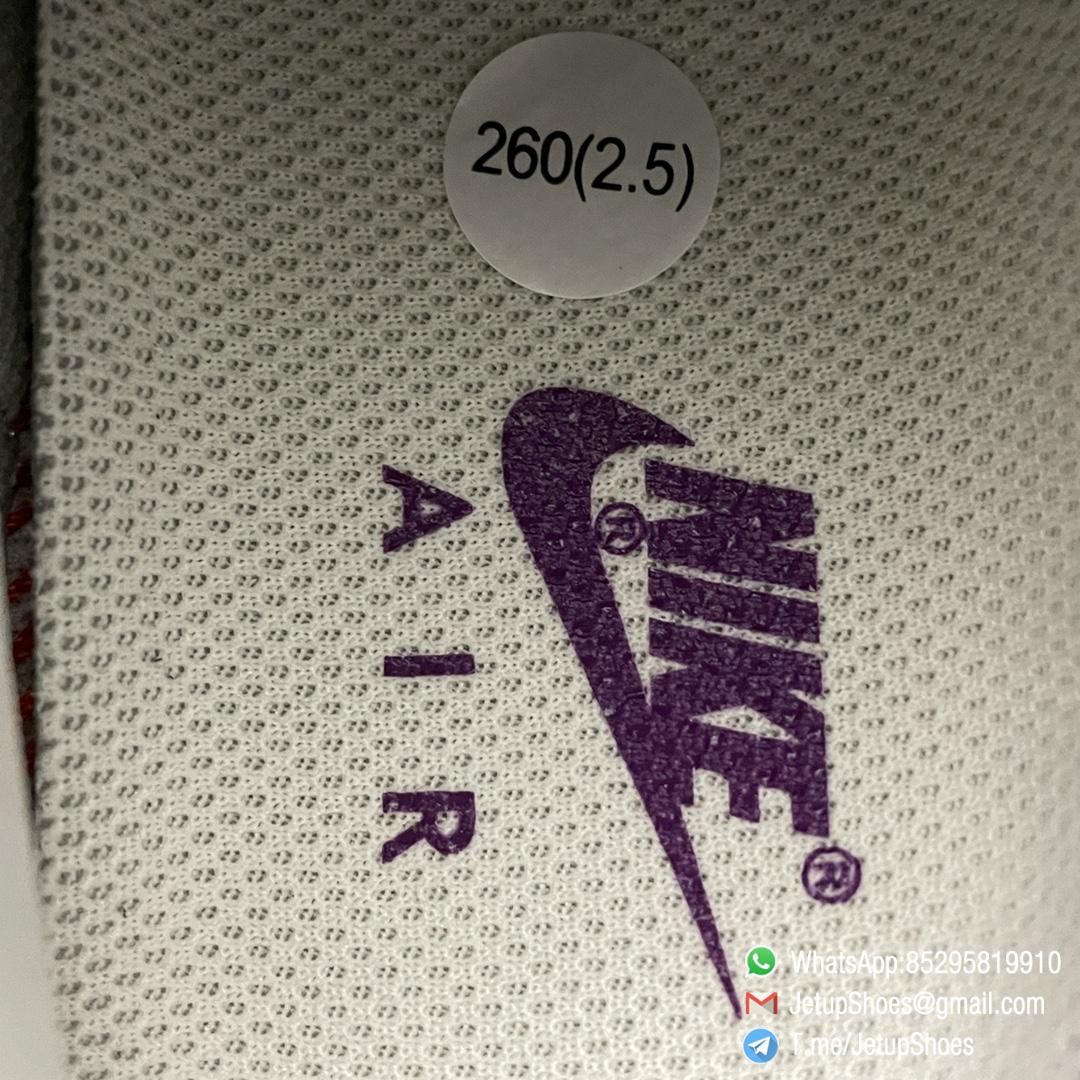 260(2.5)
NIKE®
®
AIR
WhatsApp:85295819910
JetupShoes@gmail.com
T.me/JetupShoes